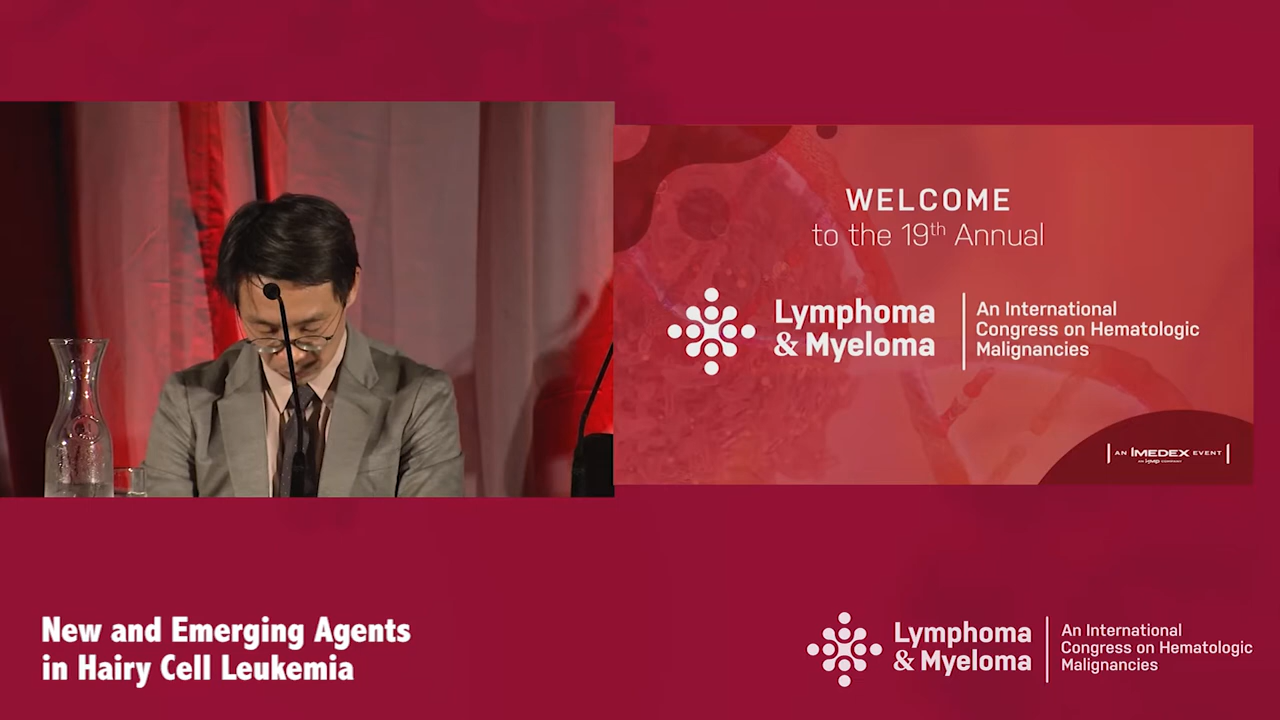 WELCOME
to the 19th Annual
Lymphoma
& Myeloma
An International
Congress on Hematologic
Malignancies
AN IMEDEX EVENT
New and Emerging Agents
in Hairy Cell Leukemia
Lymphoma
& Myeloma
An International
Congress on Hematologic
Malignancies